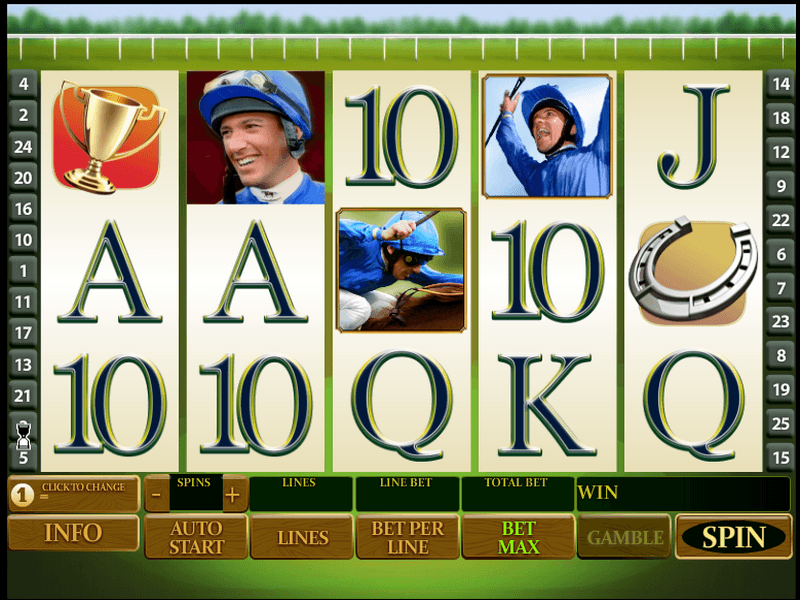 4
2
24
20
16
10
1
11
17
13
21
5
14
18
12
9
22
6
7
23
8
19
25
15
10
J
A
A
10
10
10
Q
K
Q
1 CLICK TO CHANGE
=
- SPINS +
LINES
LINE BET
TOTAL BET
WIN
INFO
AUTO
START
LINES
BET PER
LINE
BET
MAX
GAMBLE
SPIN